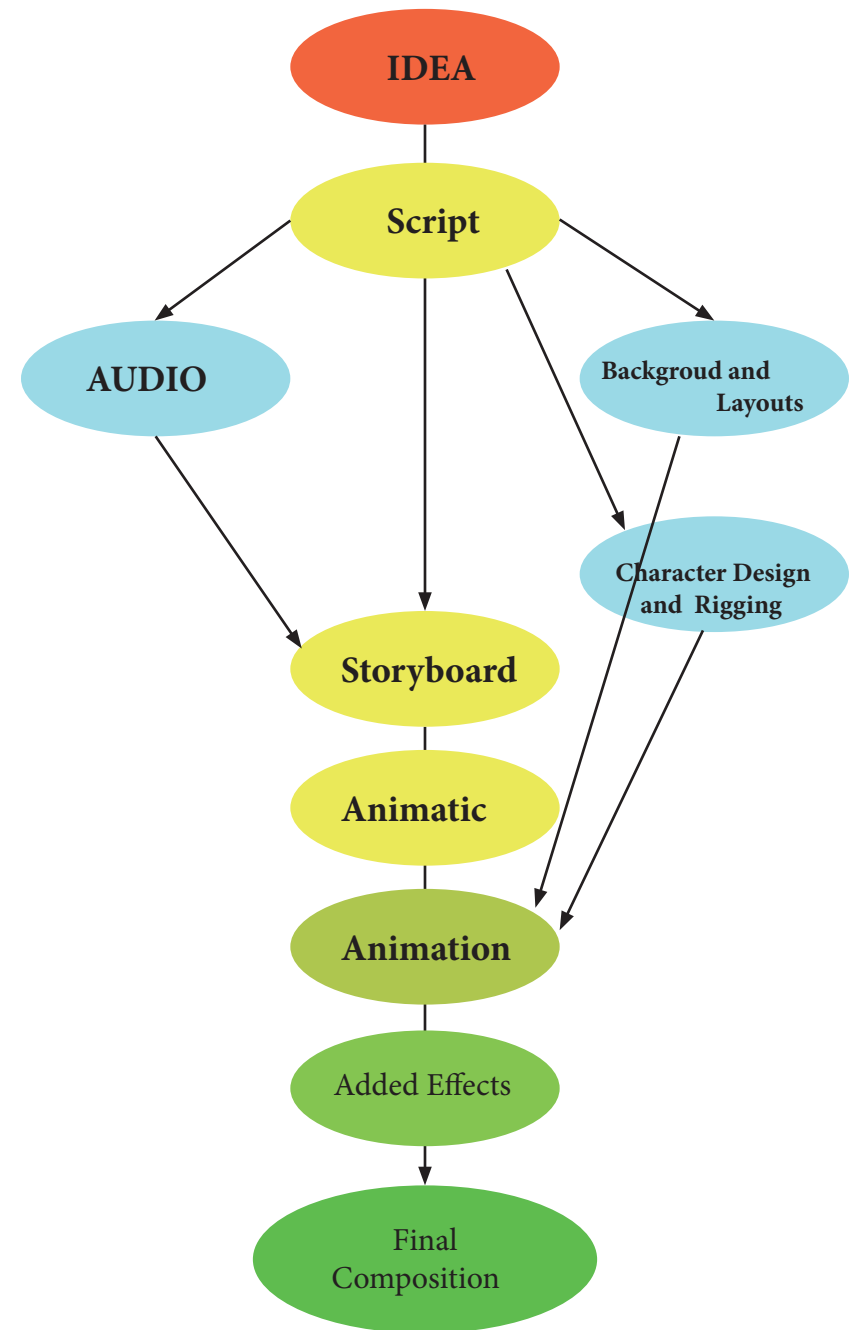 IDEA
Script
AUDIO
Backgroud and
Layouts
Character Design
and Rigging
Storyboard
Animatic
Animation
Added Effects
Final
Composition